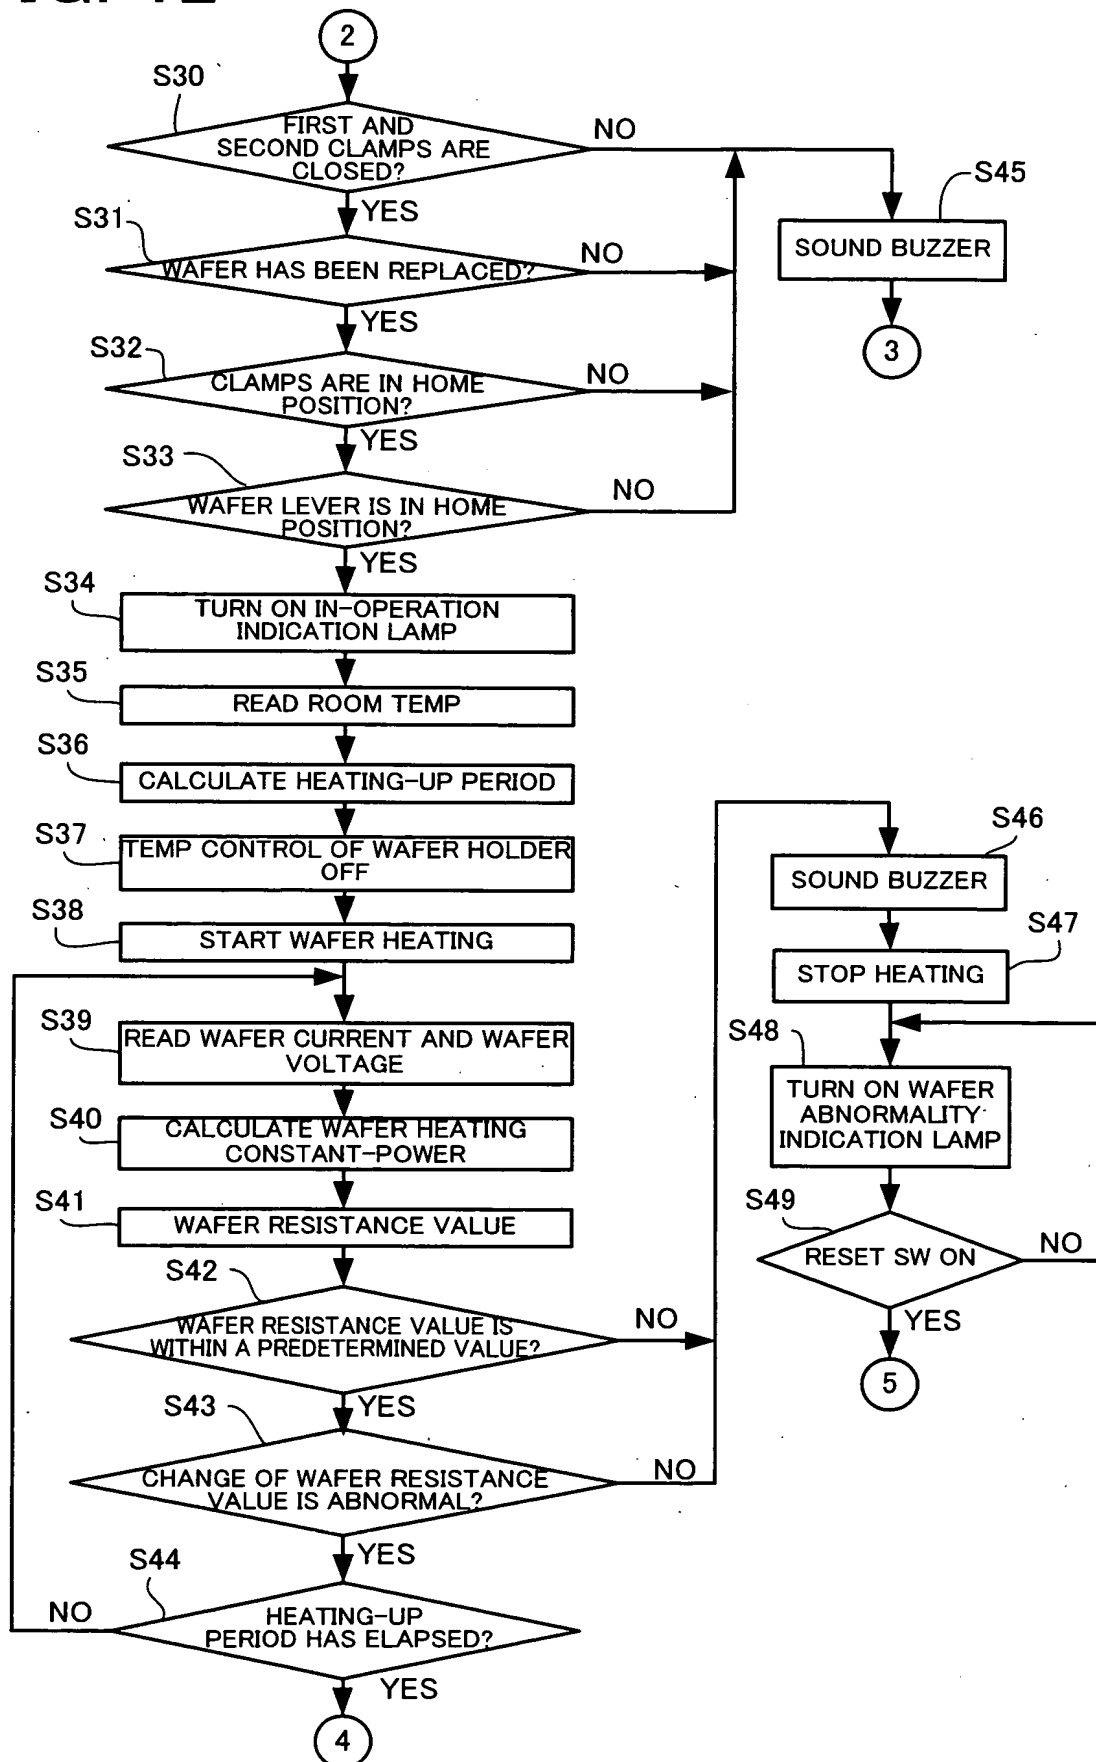 2
S30
FIRST AND
SECOND CLAMPS ARE
CLOSED?
NO
YES
S31
WAFER HAS BEEN REPLACED?
NO
YES
S32
CLAMPS ARE IN HOME
POSITION?
NO
YES
S33
WAFER LEVER IS IN HOME
POSITION?
NO
YES
S45
SOUND BUZZER
3
S34
TURN ON IN-OPERATION
INDICATION LAMP
S35
READ ROOM TEMP
S36
CALCULATE HEATING-UP PERIOD
S37
TEMP CONTROL OF WAFER HOLDER
OFF
S38
START WAFER HEATING
S39
READ WAFER CURRENT AND WAFER
VOLTAGE
S40
CALCULATE WAFER HEATING
CONSTANT-POWER
S41
WAFER RESISTANCE VALUE
S42
WAFER RESISTANCE VALUE IS
WITHIN A PREDETERMINED VALUE?
NO
YES
S43
CHANGE OF WAFER RESISTANCE
VALUE IS ABNORMAL?
NO
YES
S44
HEATING-UP
PERIOD HAS ELAPSED?
NO
YES
4
S46
SOUND BUZZER
S47
STOP HEATING
S48
TURN ON WAFER
ABNORMALITY
INDICATION LAMP
S49
RESET SW ON
NO
YES
5